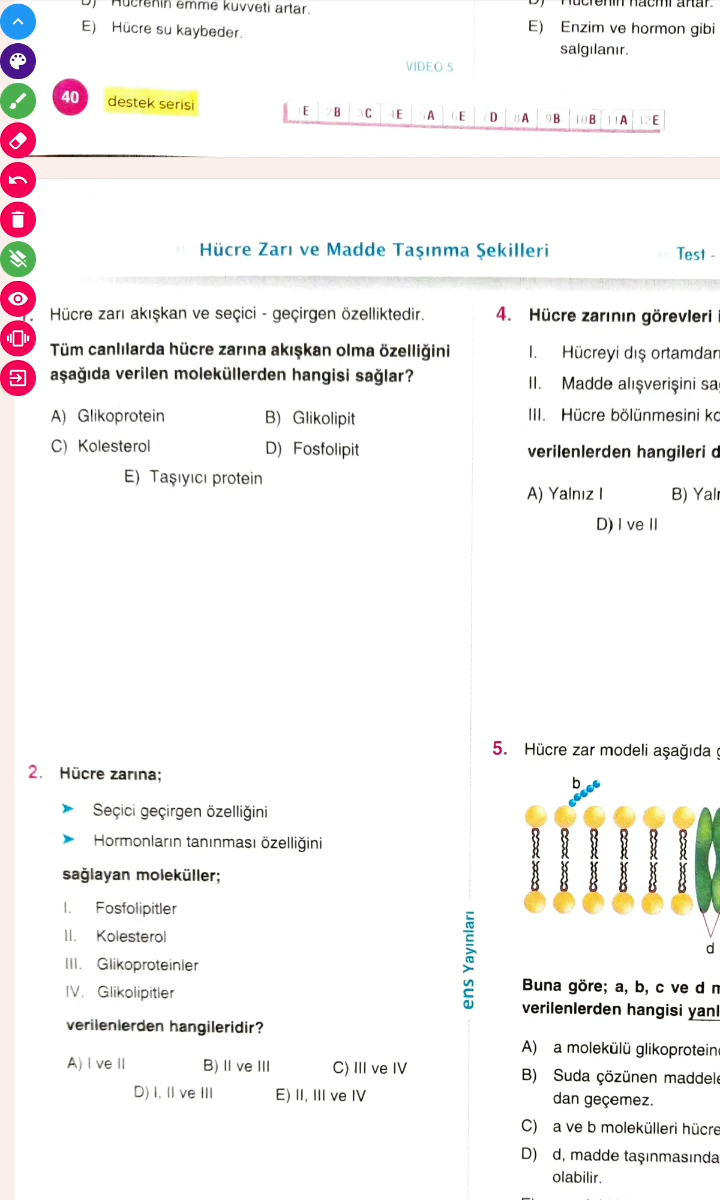 D) Hücrenin emme kuvveti artar.
E) Hücre su kaybeder.
D) Hücrenin hacmi artar.
E) Enzim ve hormon gibi
salgılanır.
VIDEO 5
40
destek serisi
1E 2B 3C 4E 5A 6E 7D 8A 9B 10B 11A 12E
Hücre Zarı ve Madde Taşınma Şekilleri
Test -
Hücre zarı akışkan ve seçici - geçirgen özelliktedir.
Tüm canlılarda hücre zarına akışkan olma özelliğini
aşağıda verilen moleküllerden hangisi sağlar?
A) Glikoprotein B) Glikolipit
C) Kolesterol D) Fosfolipit
E) Taşıyıcı protein
2. Hücre zarına;
➤ Seçici geçirgen özelliğini
➤ Hormonların tanınması özelliğini
sağlayan moleküller;
I. Fosfolipitler
II. Kolesterol
III. Glikoproteinler
IV. Glikolipitler
verilenlerden hangileridir?
A) I ve II B) II ve III C) III ve IV
D) I, II ve III E) II, III ve IV
ens Yayınları
4. Hücre zarının görevleri
I. Hücreyi dış ortamdan
II. Madde alışverişini sa
III. Hücre bölünmesini ko
verilenlerden hangileri d
A) Yalnız I B) Yaln
D) I ve II
5. Hücre zar modeli aşağıda g
b
d
Buna göre; a, b, c ve d m
verilenlerden hangisi yanl
A) a molekülü glikoprotein
B) Suda çözünen maddele
dan geçemez.
C) a ve b molekülleri hücre
D) d, madde taşınmasında
olabilir.